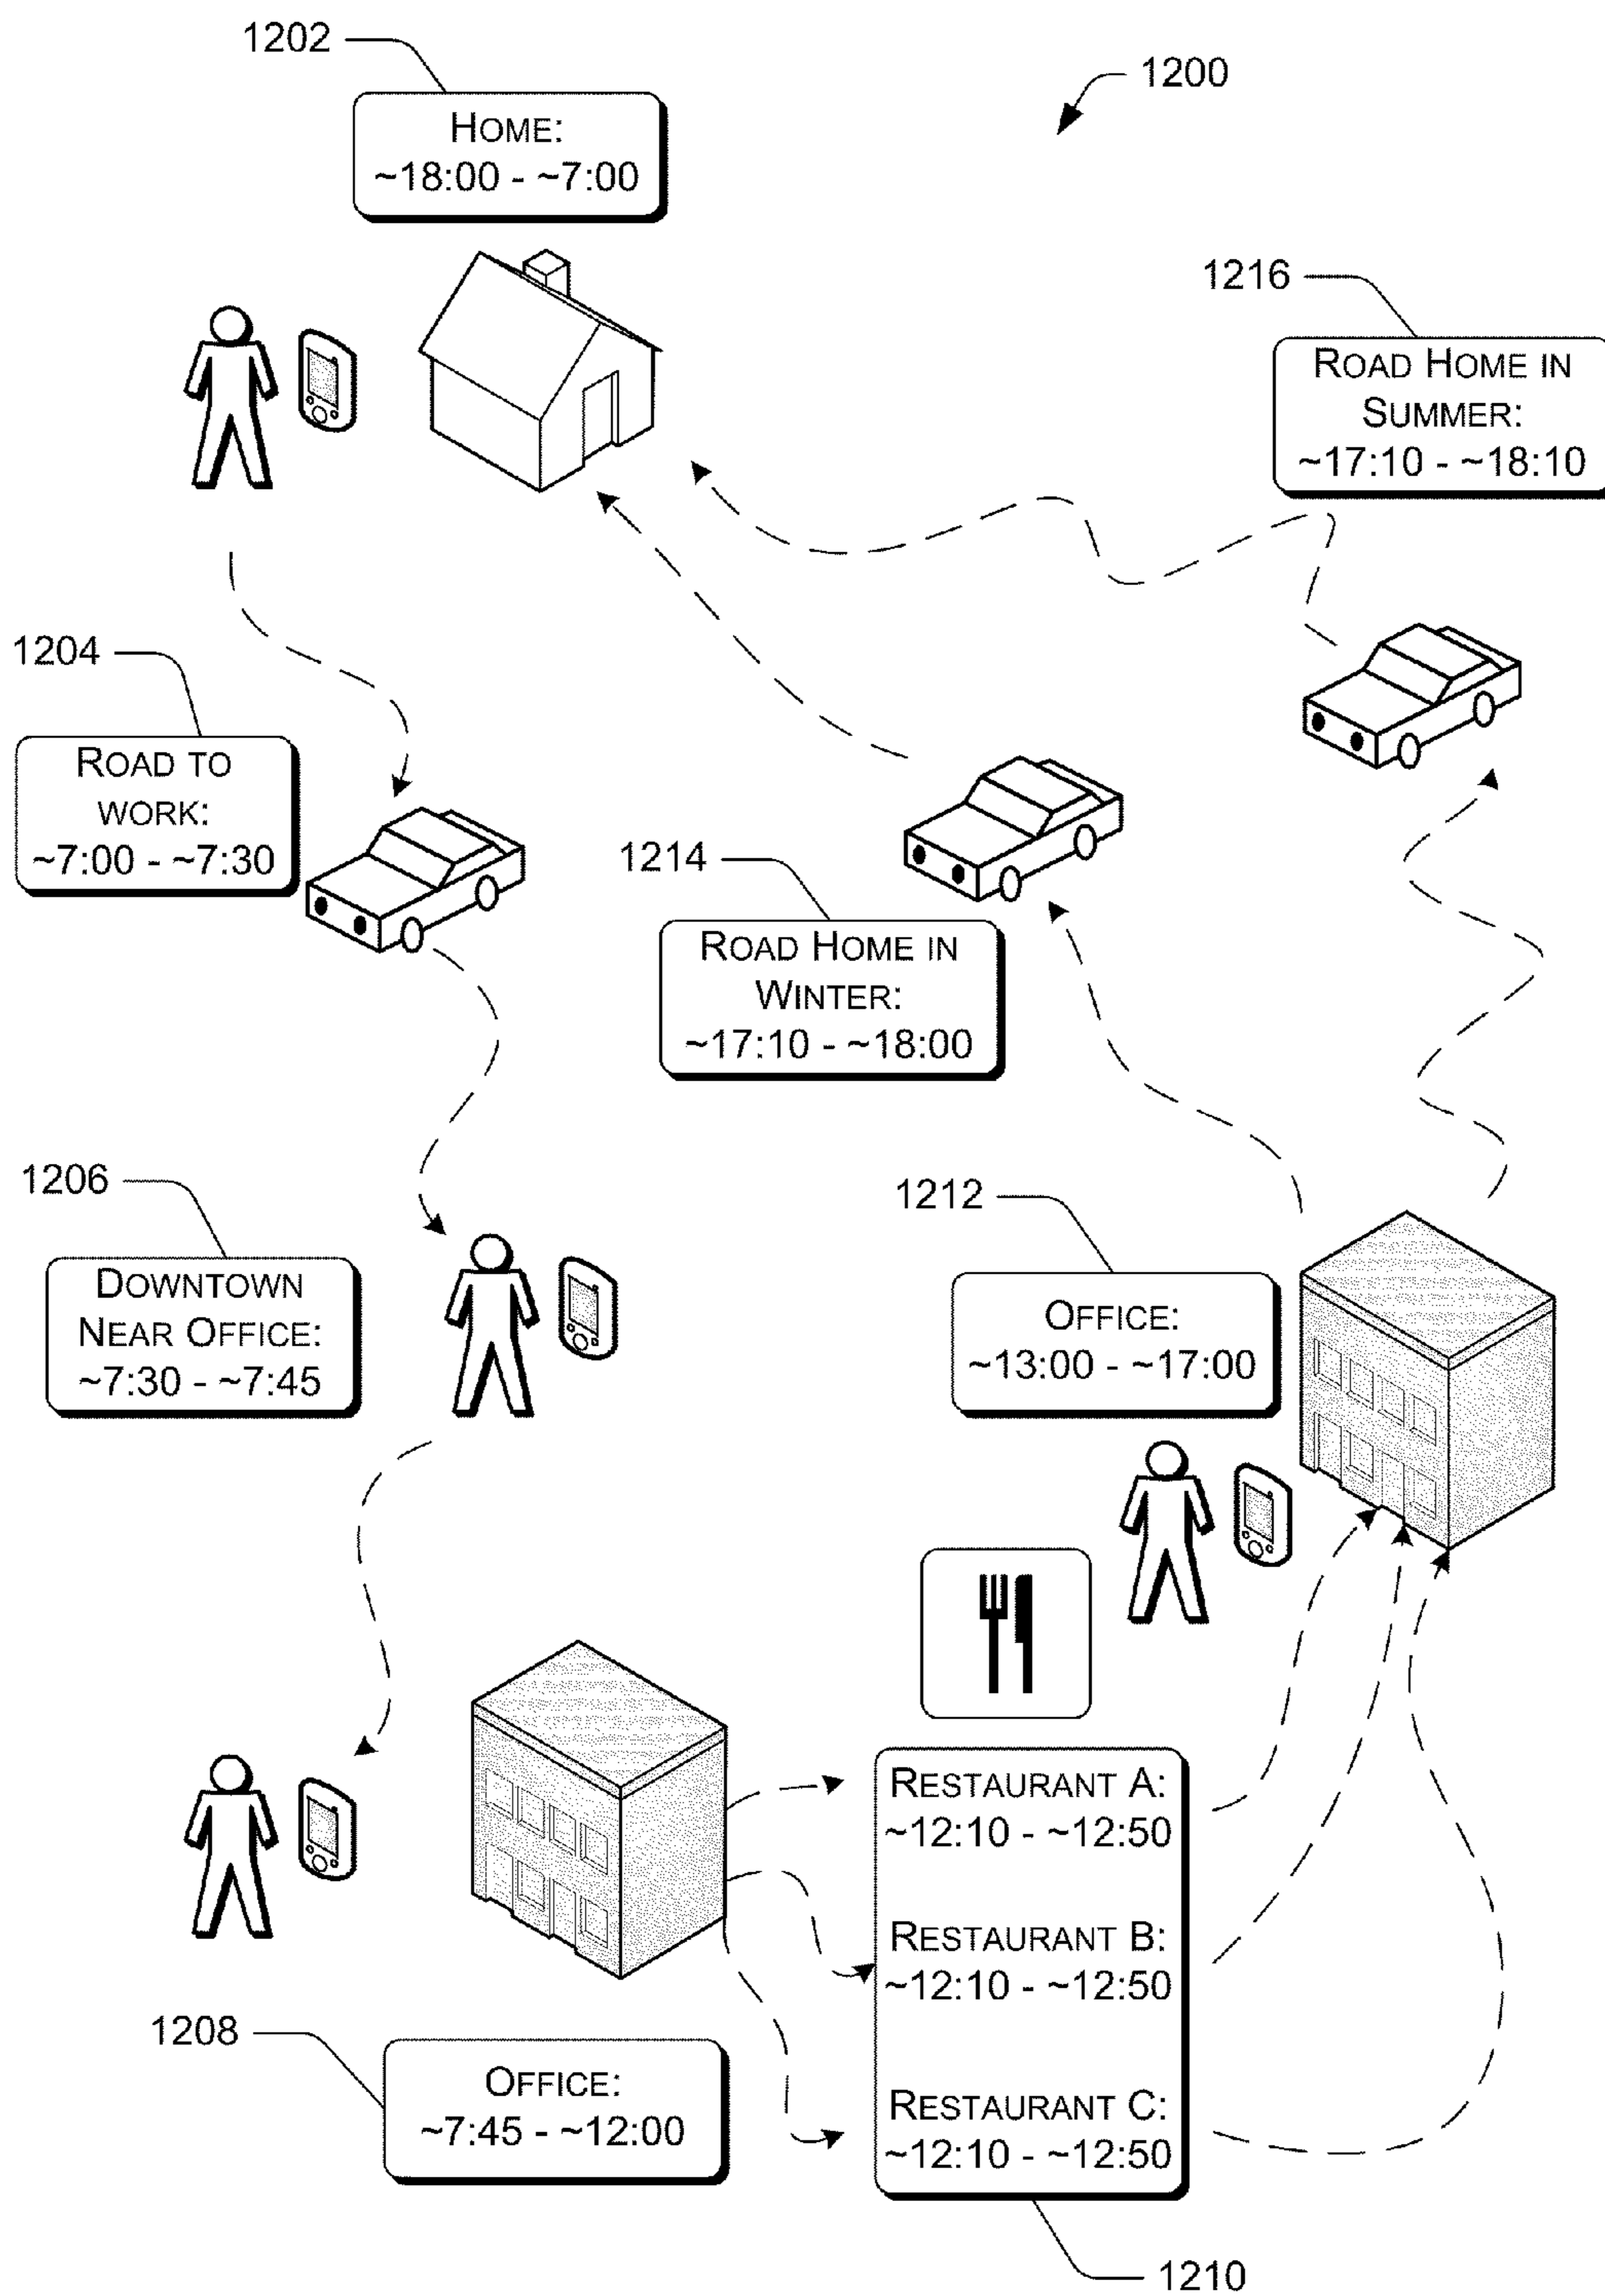 1202
1200
HOME:
~18:00 - ~7:00
1216
ROAD HOME IN
SUMMER:
~17:10 - ~18:10
1204
ROAD TO
WORK:
~7:00 - ~7:30
1214
ROAD HOME IN
WINTER:
~17:10 - ~18:00
1206
DOWNTOWN
NEAR OFFICE:
~7:30 - ~7:45
1212
OFFICE:
~13:00 - ~17:00
1208
OFFICE:
~7:45 - ~12:00
RESTAURANT A:
~12:10 - ~12:50
RESTAURANT B:
~12:10 - ~12:50
RESTAURANT C:
~12:10 - ~12:50
1210